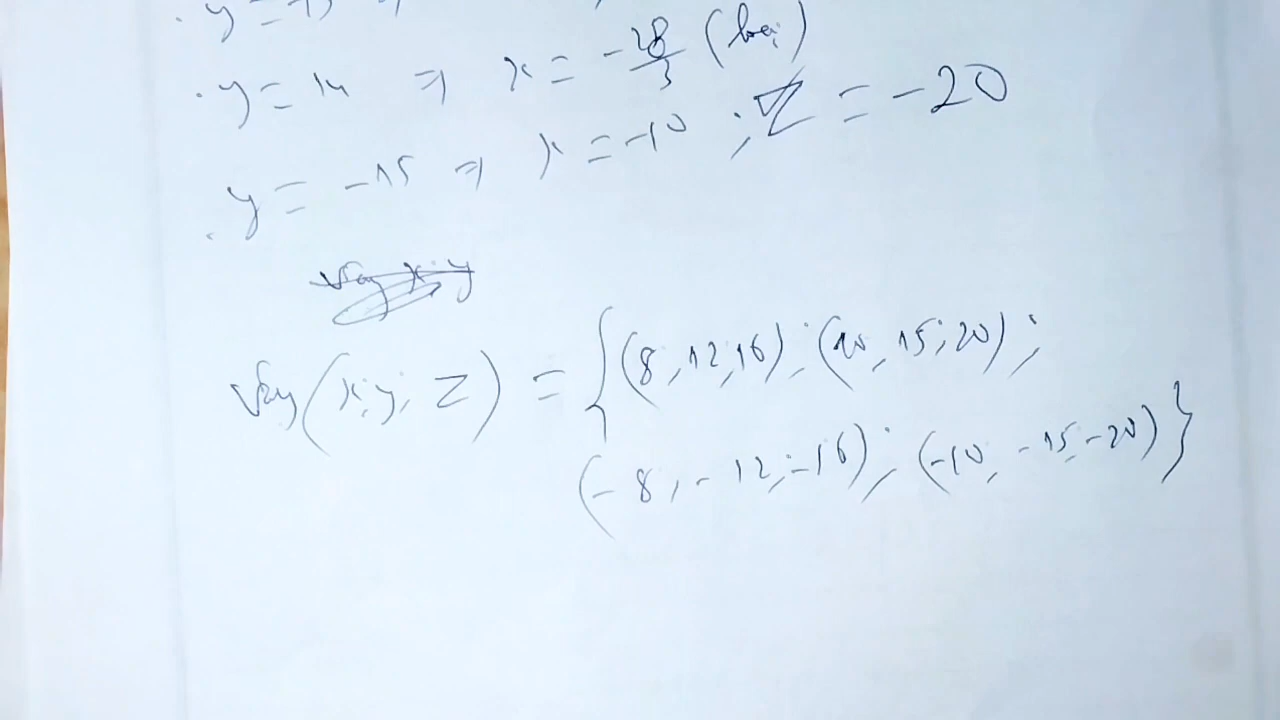 . y = 14 ⇒ x = -28/3 (loại)
. y = -15 ⇒ x = -10 ; Z = -20
Vậy x; y
Vậy (x; y; z) = {(8, 12, 16); (10, 15; 20);
(-8, -12; -16); (-10, -15, -20)}